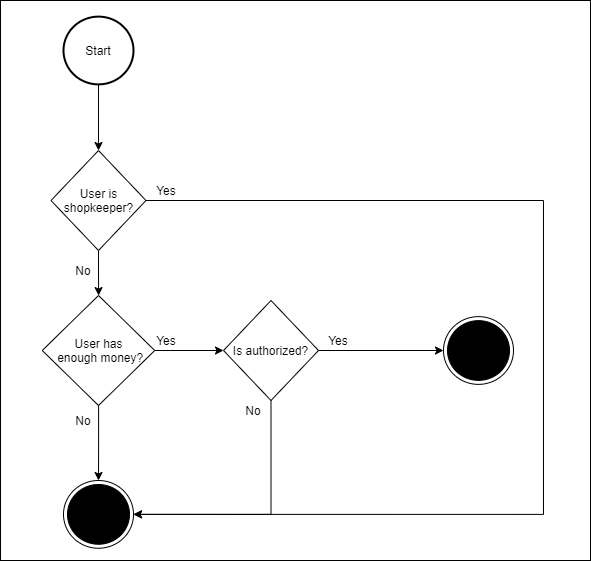 Start
User is
shopkeeper?
Yes
No
User has
enough money?
Yes
Is authorized?
Yes
No
No